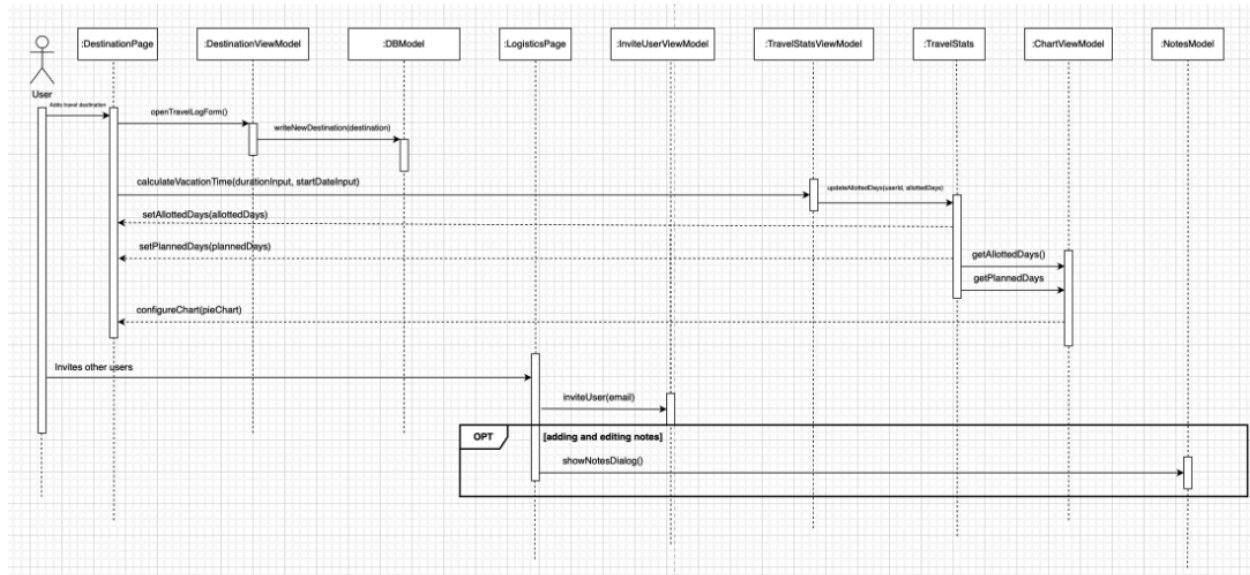 :DestinationPage
:DestinationViewModel
:DBModel
:LogisticsPage
:InviteUserViewModel
:TravelStatsViewModel
:TravelStats
:ChartViewModel
:NotesModel
User
Adds travel destination
openTravelLogForm()
writeNewDestination(destination)
calculateVacationTime(durationInput, startDateInput)
updateAllottedDays(userId, allottedDays)
setAllottedDays(allottedDays)
setPlannedDays(plannedDays)
getAllottedDays()
getPlannedDays
configureChart(pieChart)
Invites other users
inviteUser(email)
OPT
[adding and editing notes]
showNotesDialog()